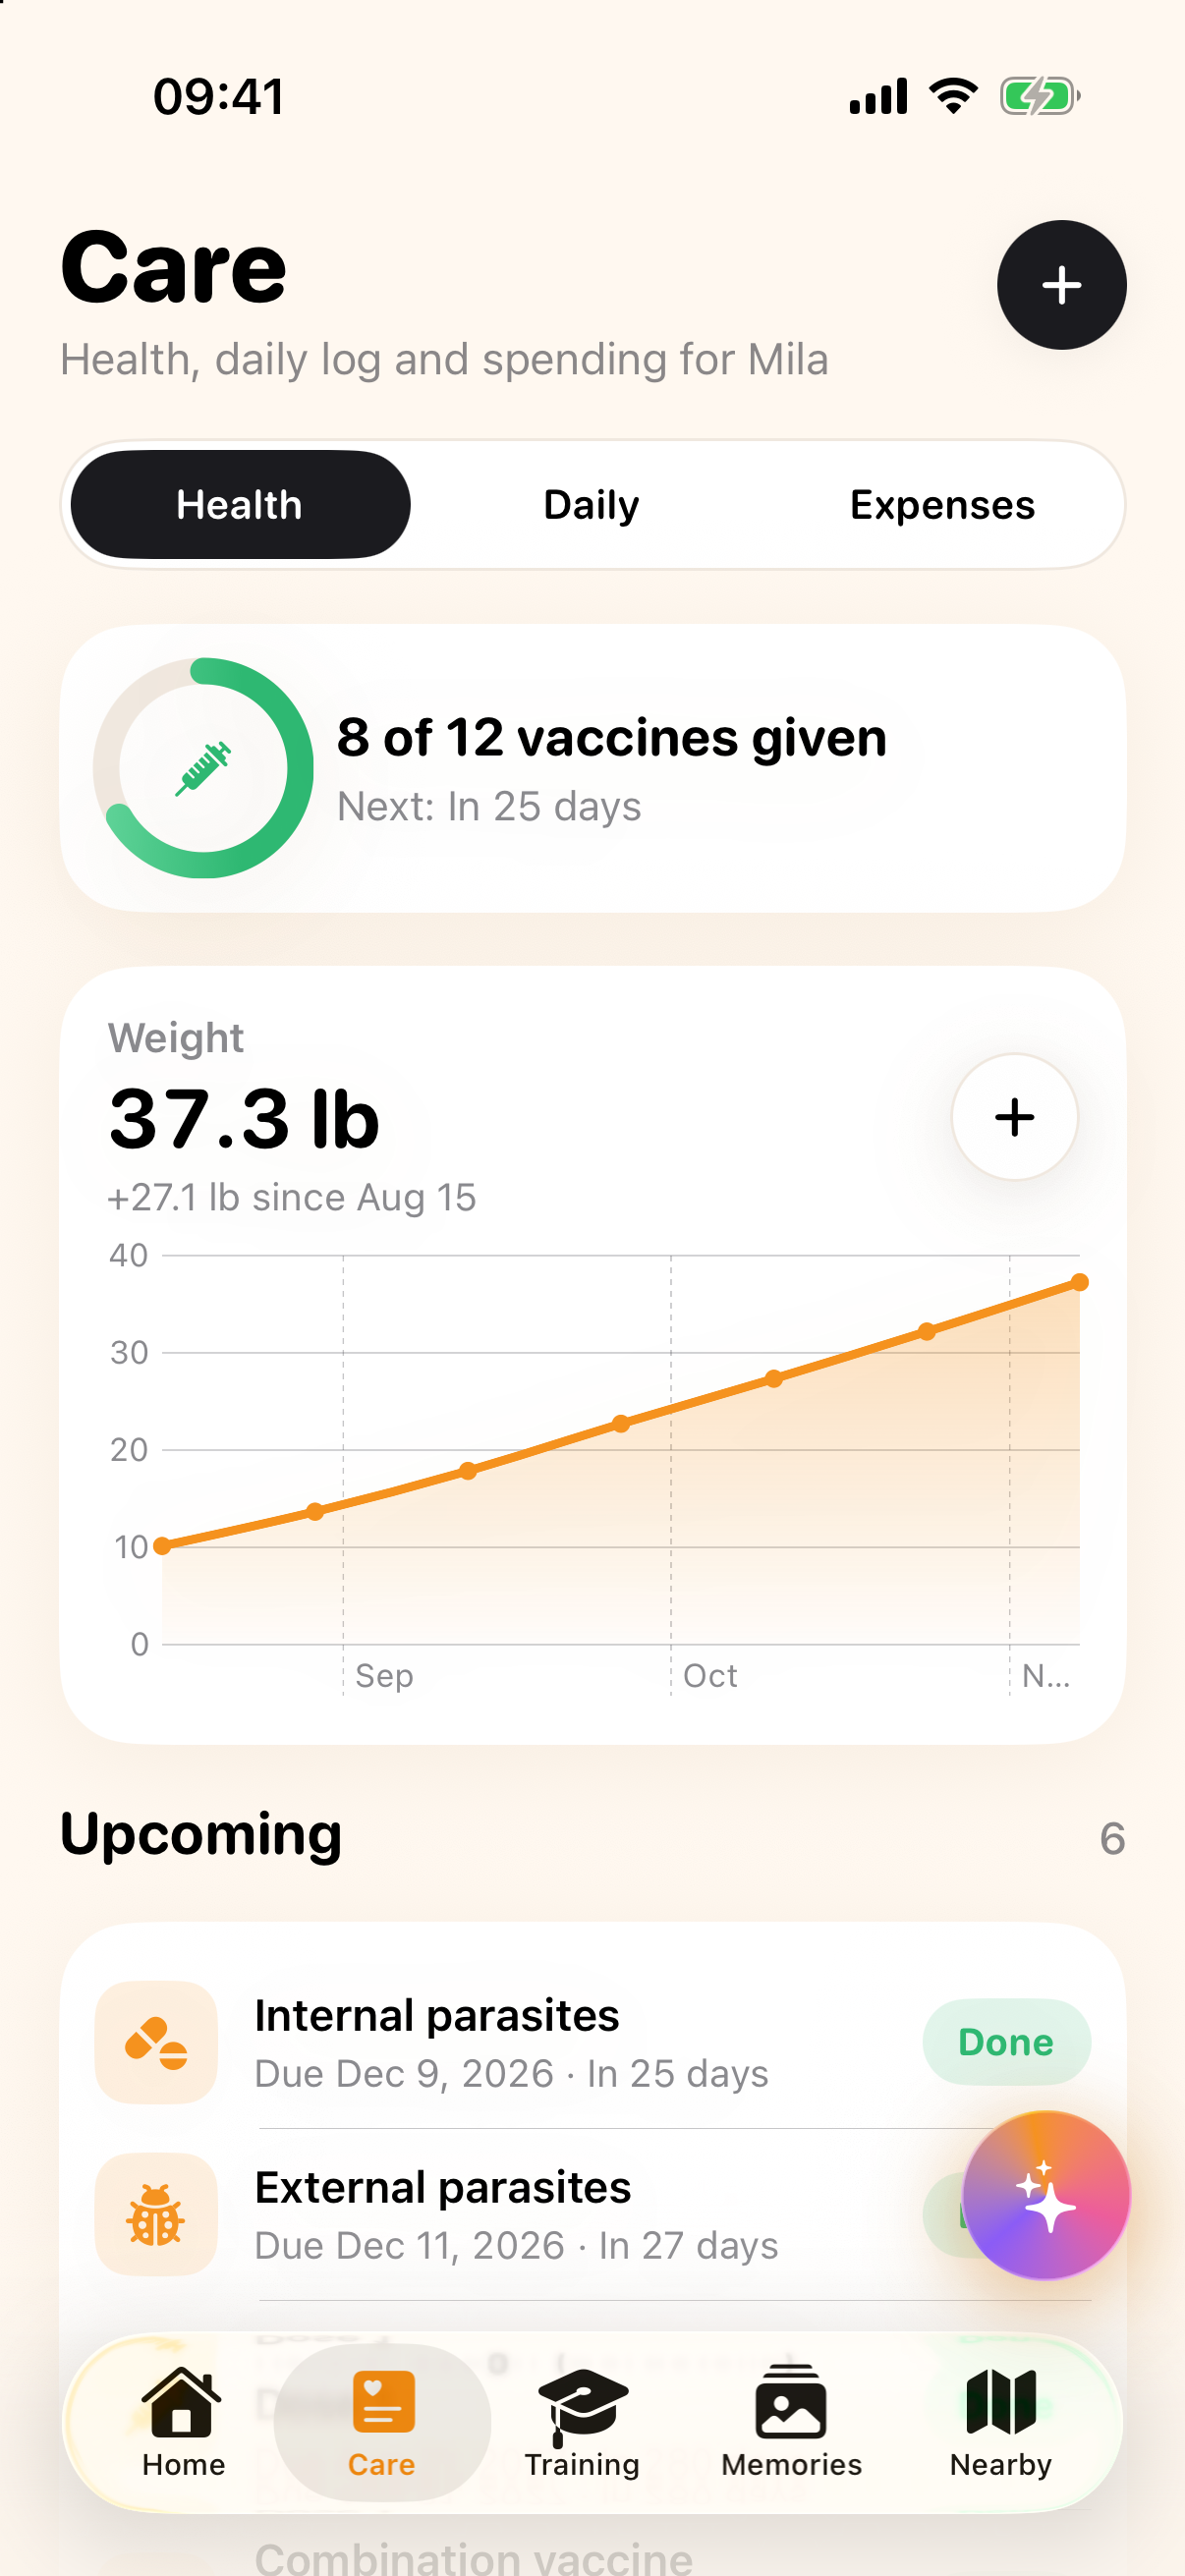 09:41
Care
Health, daily log and spending for Mila
Health
Daily
Expenses
8 of 12 vaccines given
Next: In 25 days
Weight
37.3 lb
+27.1 lb since Aug 15
40
30
20
10
0
Sep
Oct
N...
Upcoming
6
Internal parasites
Due Dec 9, 2026 · In 25 days
Done
External parasites
Due Dec 11, 2026 · In 27 days
Home
Care
Training
Memories
Nearby
Combination vaccine